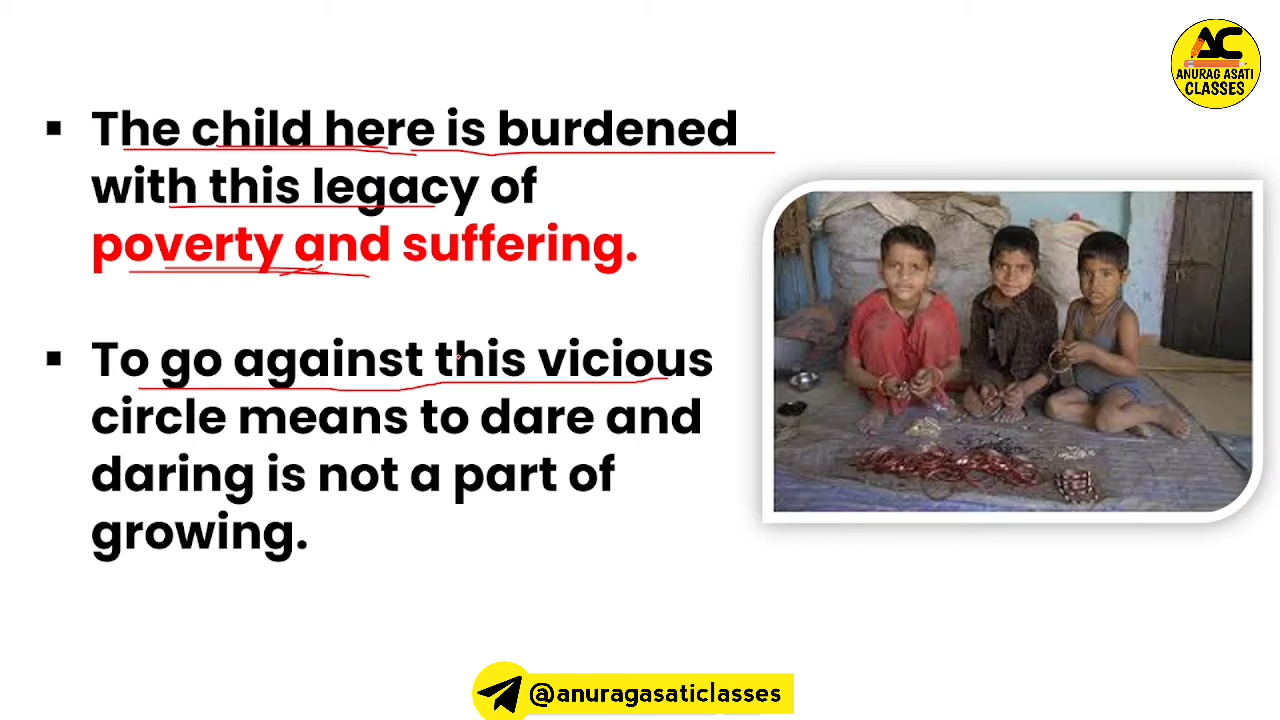 AC
ANURAG ASATI
CLASSES
▪ The child here is burdened
with this legacy of
poverty and suffering.
▪ To go against this vicious
circle means to dare and
daring is not a part of
growing.
@anuragasaticlasses